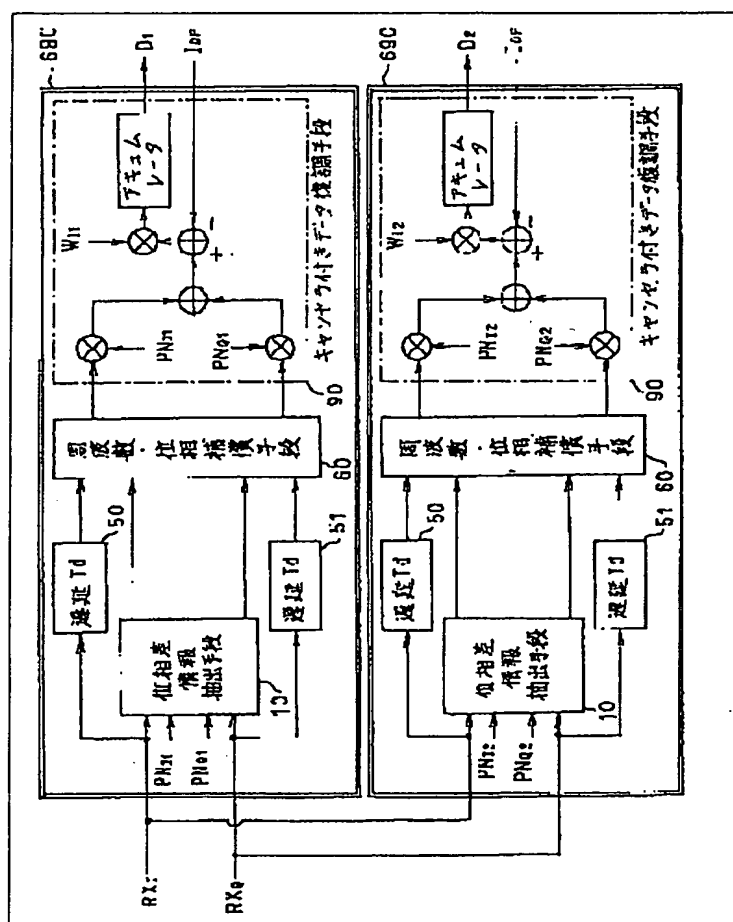 RXI
RXQ
68C
PNI1
PNQ1
位相差
情報
抽出手段
10
遅延 Td
50
遅延 Td
51
周波数・位相補償手段
60
PNI1
PNQ1
WI1
アキュム
レータ
D1
IDF
キャンセラ付きデータ復調手段
90
69C
PNI2
PNQ2
位相差
情報
抽出手段
10
遅延 Td
50
遅延 Td
51
周波数・位相補償手段
60
PNI2
PNQ2
WI2
アキュム
レータ
D2
IDF
キャンセラ付きデータ復調手段
90
+
-
+
-